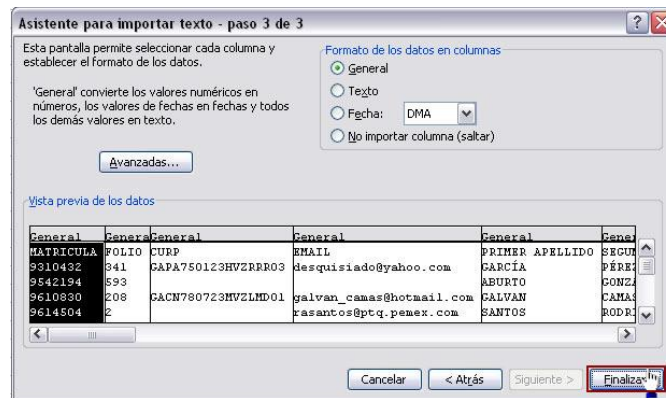 Asistente para importar texto - paso 3 de 3
Esta pantalla permite seleccionar cada columna y
establecer el formato de los datos.
'General' convierte los valores numéricos en
números, los valores de fechas en fechas y todos
los demás valores en texto.
Avanzadas...
Formato de los datos en columnas
General
Texto
Fecha: DMA
No importar columna (saltar)
Vista previa de los datos
General General General General General
MATRICULA FOLIO CURP EMAIL PRIMER APELLIDO
9310432 341 GAPA750123HVZRRR03 desquisiado@yahoo.com GARCÍA
9542194 593 ABURTO
9610830 208 GACN780723MVZLMD01 galvan_camas@hotmail.com GALVAN
9614504 2 rasantos@ptq.pemex.com SANTOS
Cancelar < Atrás Siguiente > Finalizar